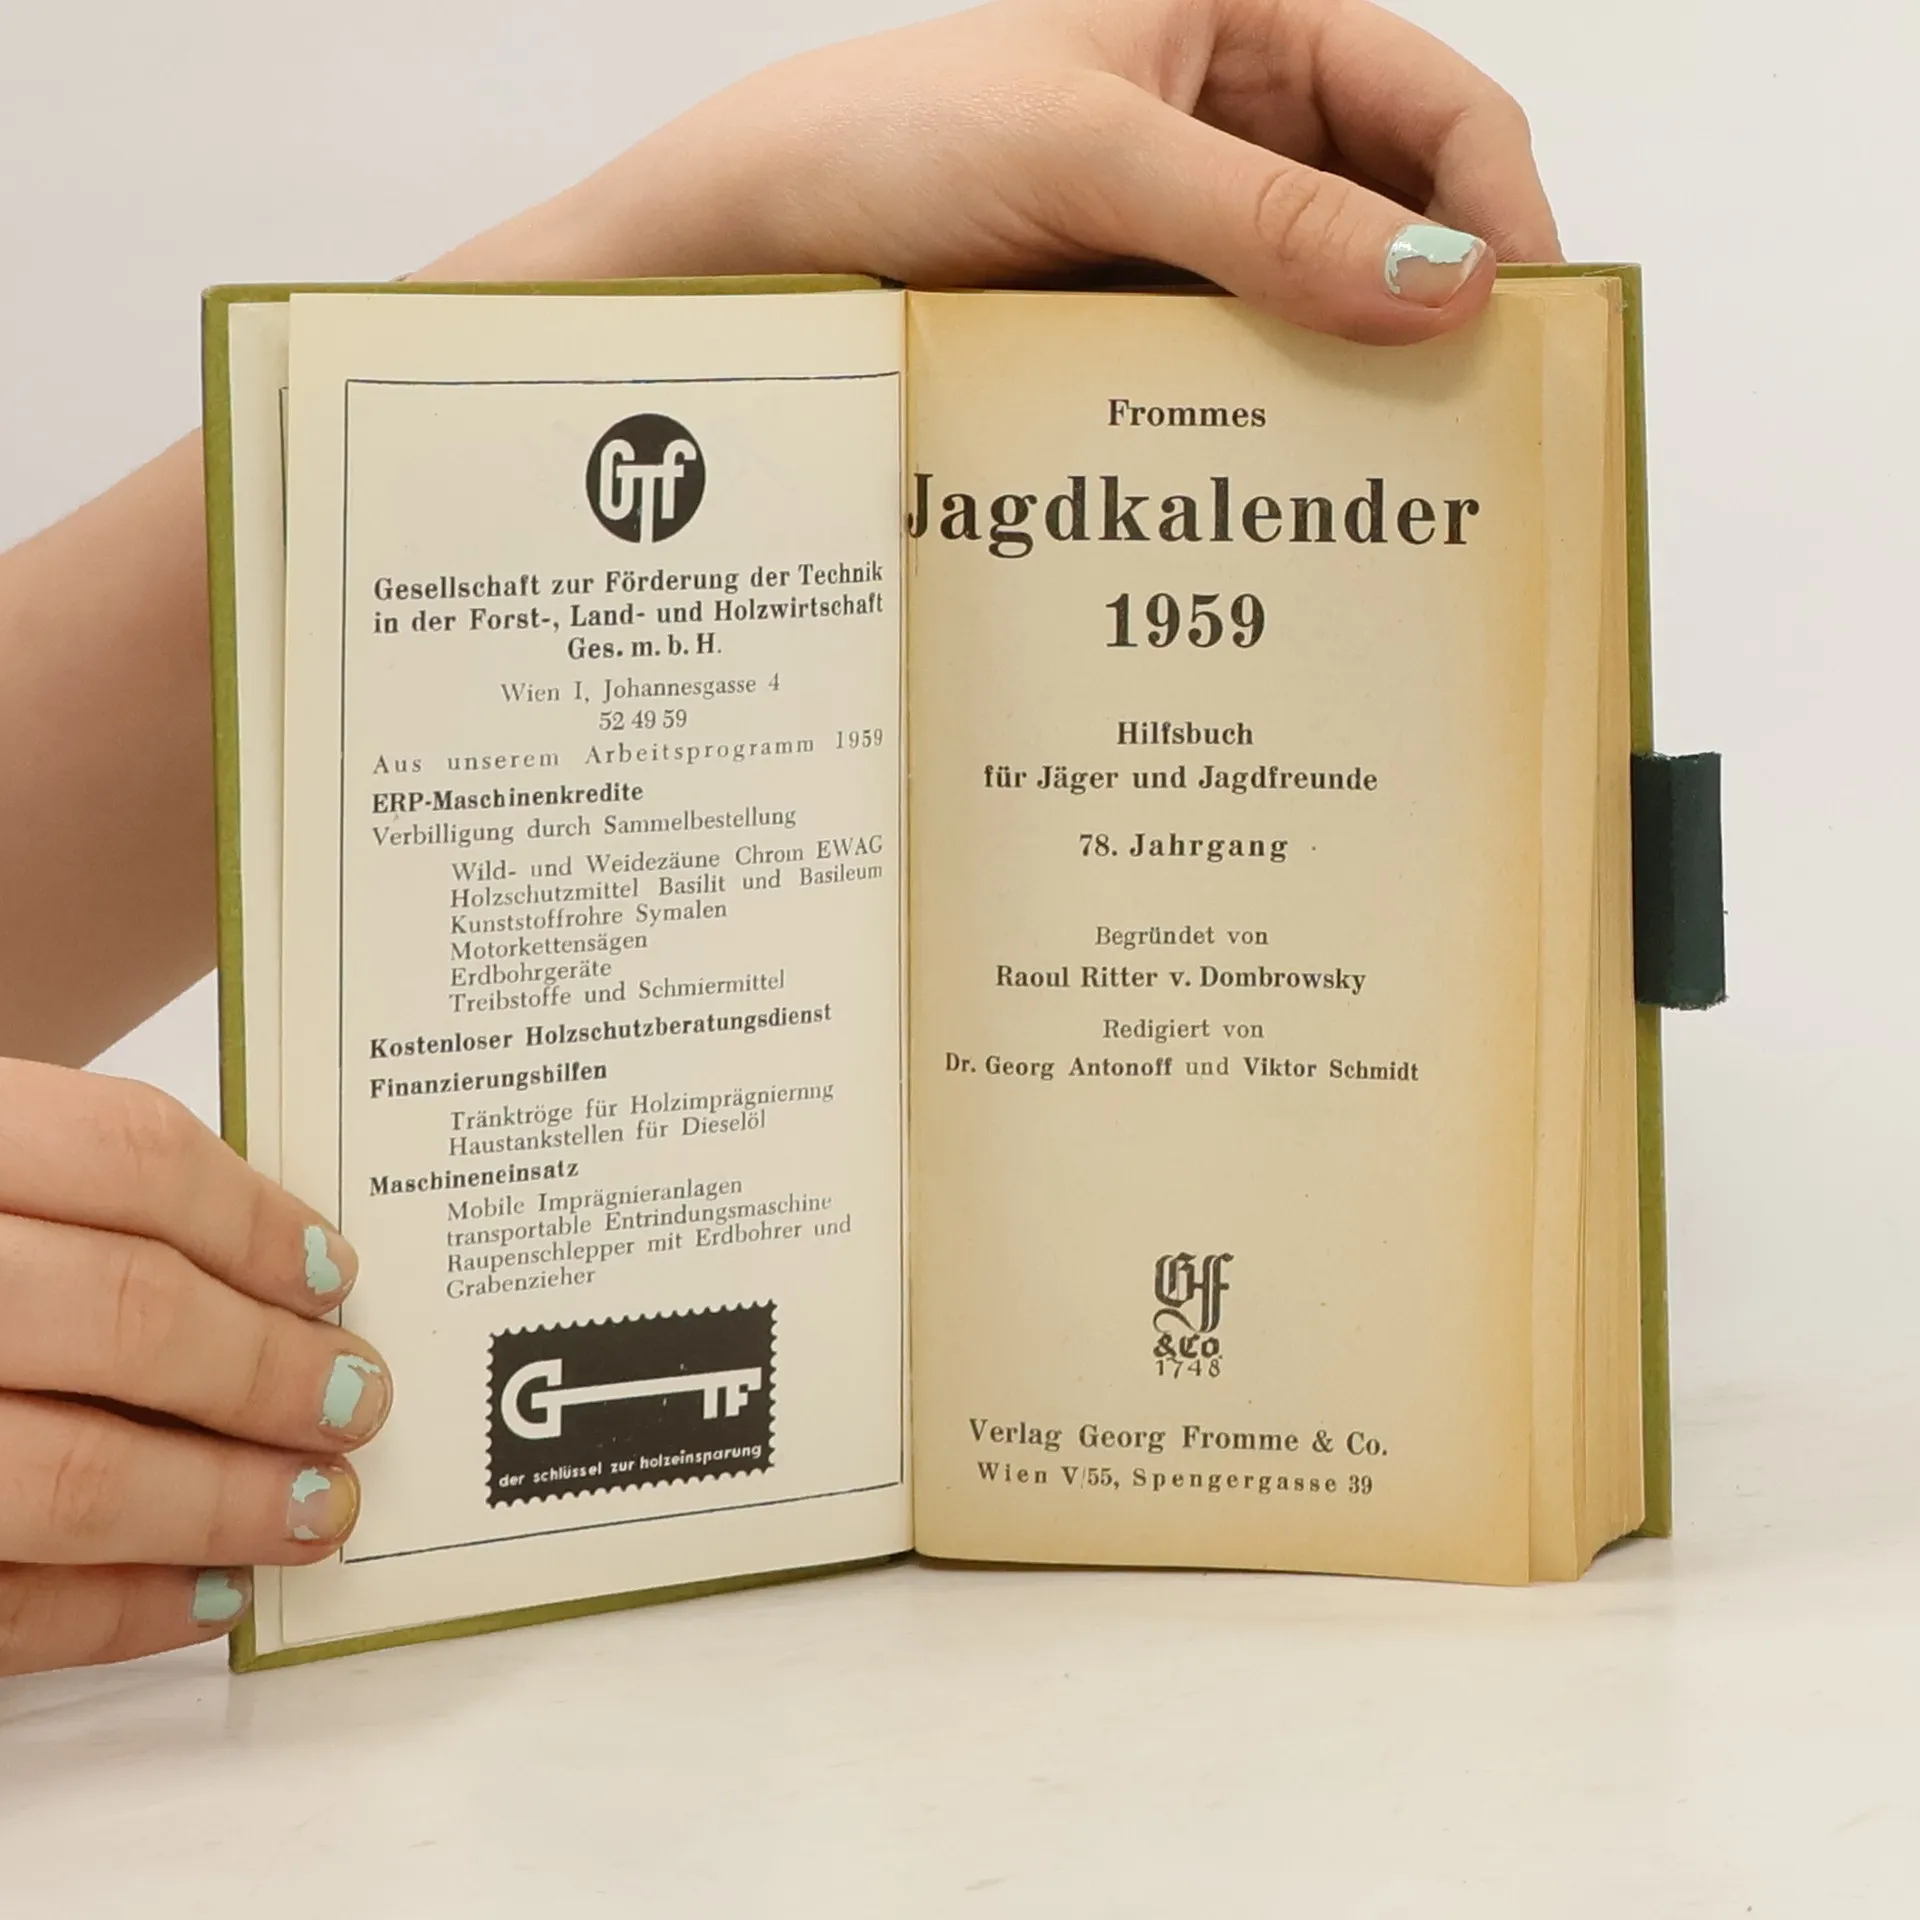 GTF
Gesellschaft zur Förderung der Technik
in der Forst-, Land- und Holzwirtschaft
Ges. m. b. H.
Wien I, Johannesgasse 4
52 49 59
Aus unserem Arbeitsprogramm 1959
ERP-Maschinenkredite
Verbilligung durch Sammelbestellung
Wild- und Weidezäune Chrom EWAG
Holzschutzmittel Basilit und Basileum
Kunststoffrohre Symalen
Motorkettensägen
Erdbohrgeräte
Treibstoffe und Schmiermittel
Kostenloser Holzschutzberatungsdienst
Finanzierungshilfen
Tränktröge für Holzimprägniernng
Haustankstellen für Dieselöl
Maschineneinsatz
Mobile Imprägnieranlagen
transportable Entrindungsmaschine
Raupenschlepper mit Erdbohrer und
Grabenzieher
GTF
der schlüssel zur holzeinsparung
Frommes
Jagdkalender
1959
Hilfsbuch
für Jäger und Jagdfreunde
78. Jahrgang
Begründet von
Raoul Ritter v. Dombrowsky
Redigiert von
Dr. Georg Antonoff und Viktor Schmidt
GF
& Co.
1748
Verlag Georg Fromme & Co.
Wien V/55, Spengergasse 39